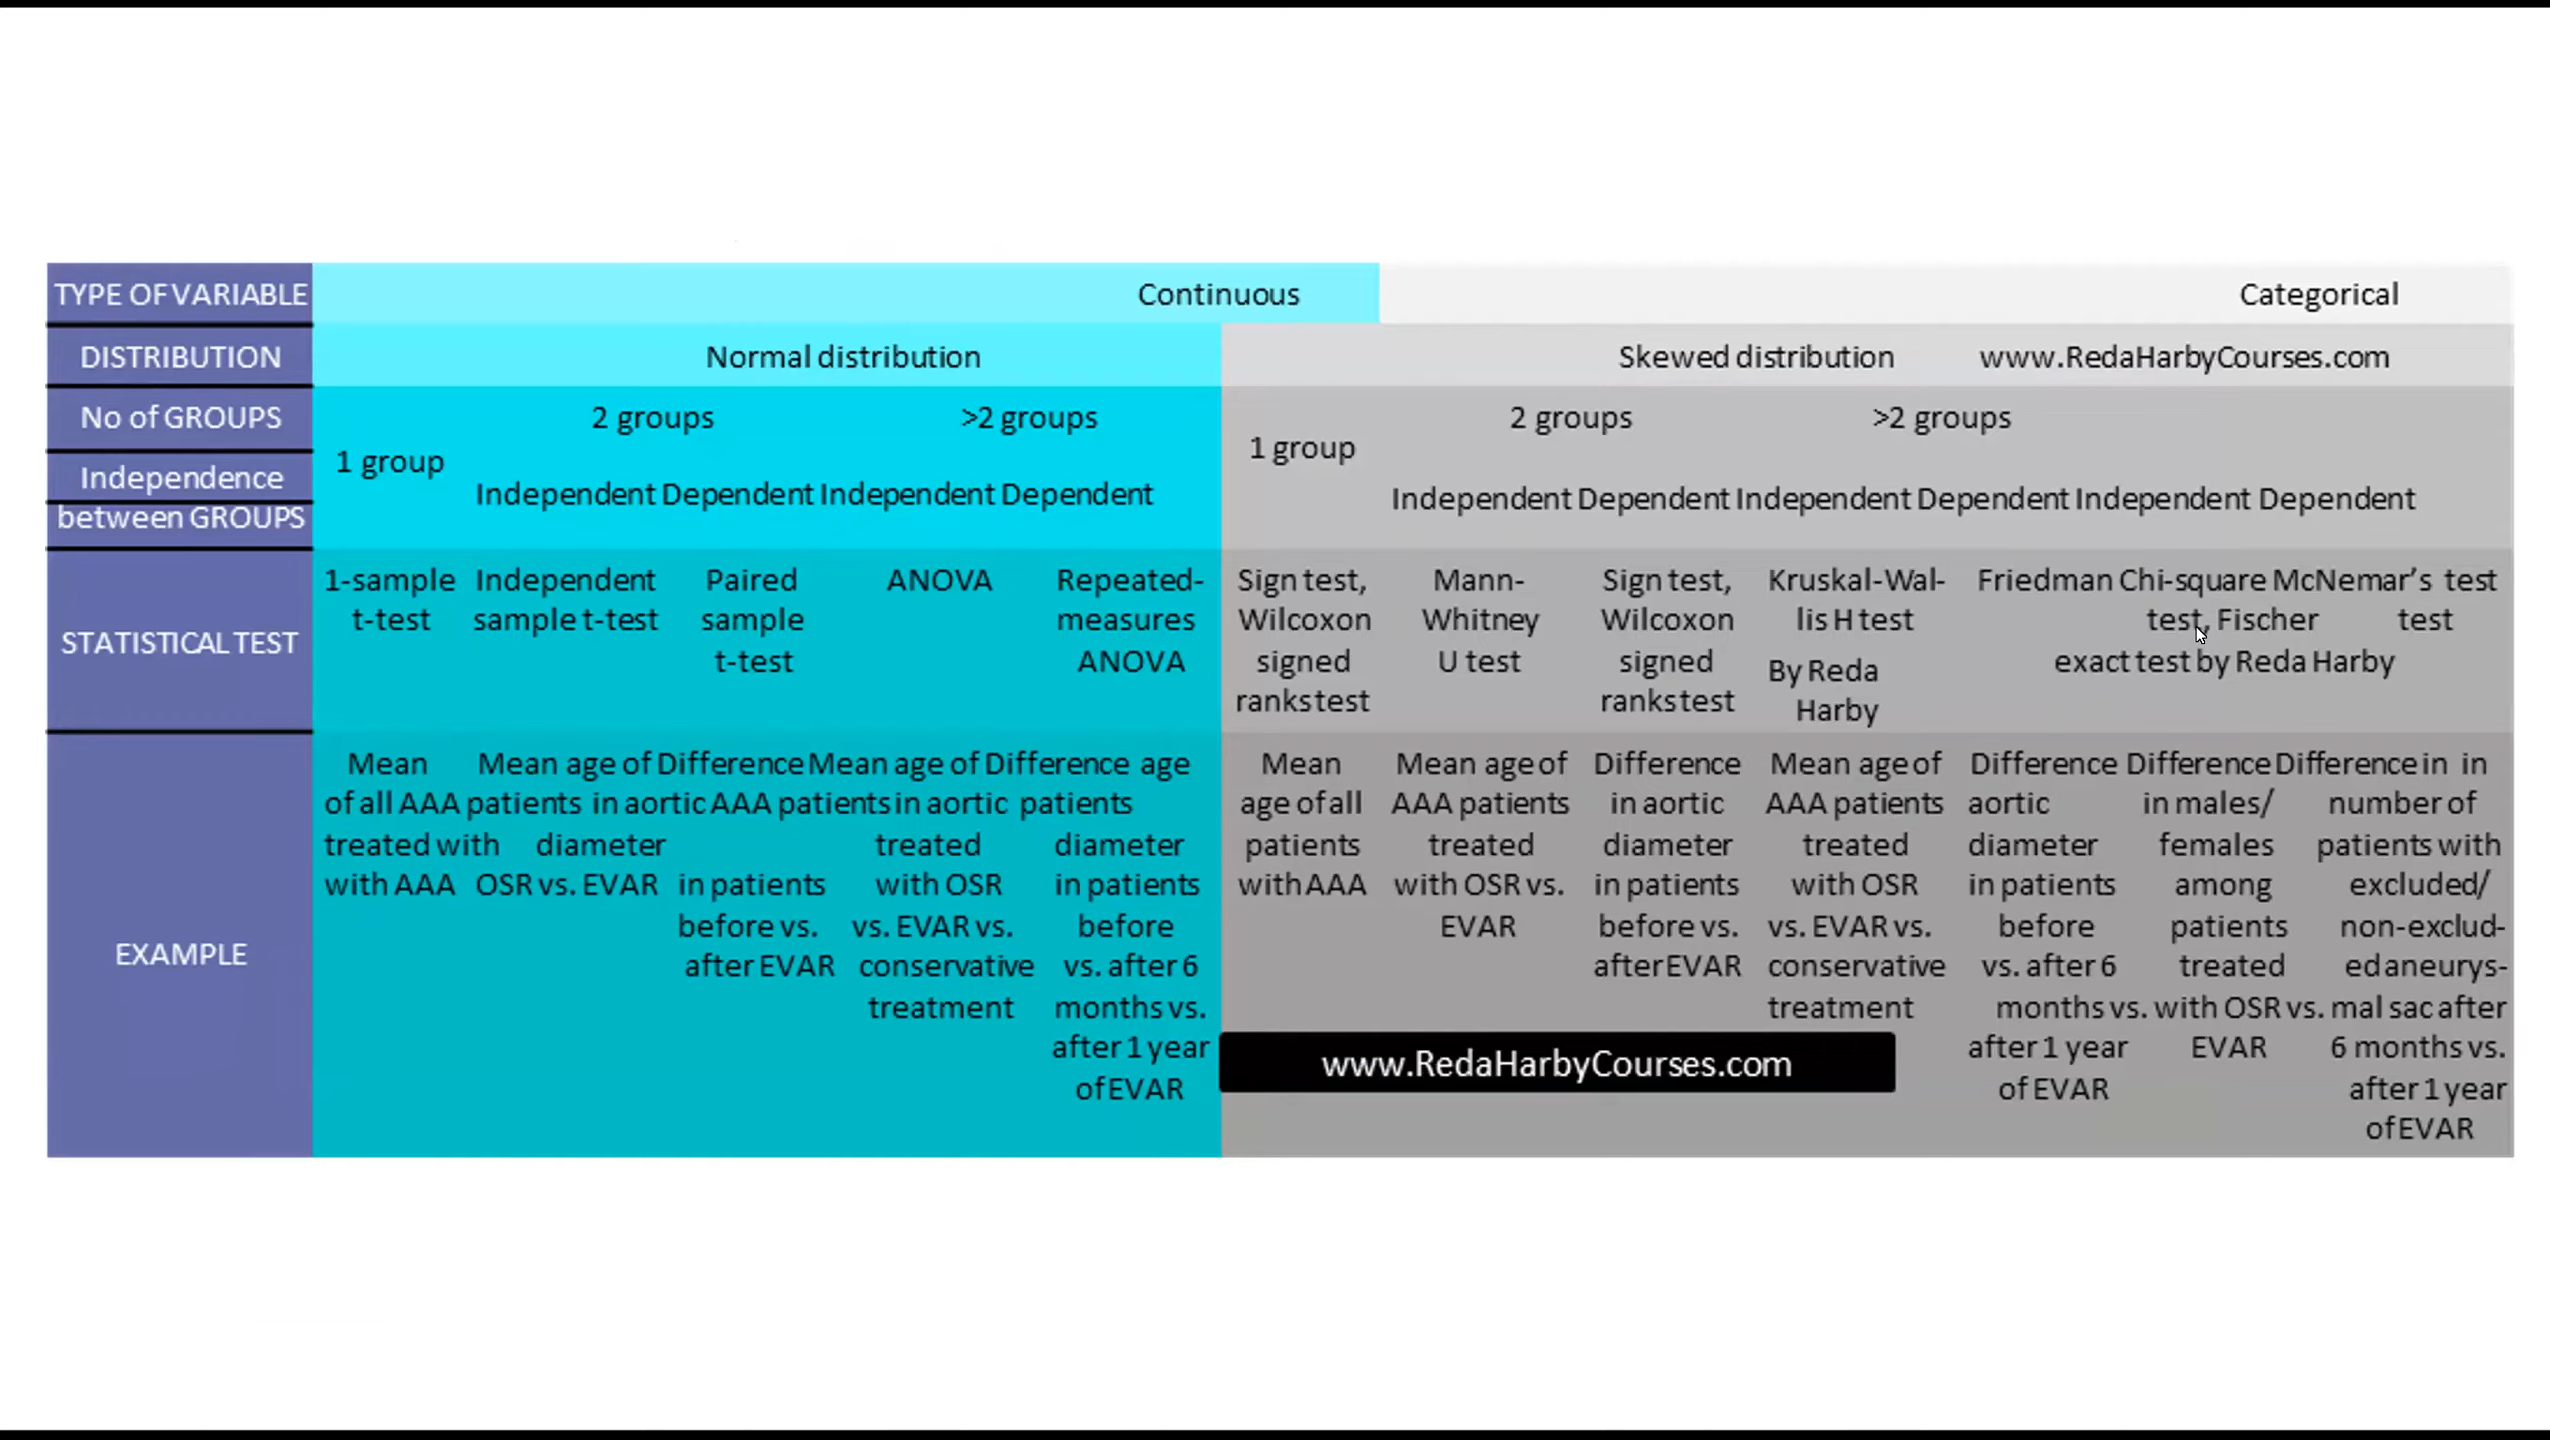 TYPE OF VARIABLE Continuous Categorical
DISTRIBUTION Normal distribution Skewed distribution www.RedaHarbyCourses.com
No of GROUPS 2 groups >2 groups 2 groups >2 groups
1 group 1 group
Independence
between GROUPS
Independent Dependent Independent Dependent Independent Dependent Independent Dependent Independent Dependent
STATISTICAL TEST
1-sample Independent Paired ANOVA Repeated- Sign test, Mann- Sign test, Kruskal-Wal- Friedman Chi-square McNemar's test
t-test sample t-test sample measures Wilcoxon Whitney Wilcoxon lis H test test, Fischer test
t-test ANOVA signed U test signed By Reda exact test by Reda Harby
ranks test ranks test Harby
EXAMPLE
Mean Mean age of Difference Mean age of Difference age Mean Mean age of Difference Mean age of Difference Difference Difference in in
of all AAA patients in aortic AAA patients in aortic patients age of all AAA patients in aortic AAA patients aortic in males/ number of
treated with diameter treated diameter patients treated diameter treated diameter females patients with
with AAA OSR vs. EVAR in patients with OSR in patients with AAA with OSR vs. in patients with OSR in patients among excluded/
before vs. vs. EVAR vs. before EVAR before vs. vs. EVAR vs. before patients non-exclud-
after EVAR conservative vs. after 6 after EVAR conservative vs. after 6 treated ed aneurys-
treatment months vs. treatment months vs. with OSR vs. mal sac after
after 1 year www.RedaHarbyCourses.com after 1 year EVAR 6 months vs.
of EVAR of EVAR after 1 year
of EVAR